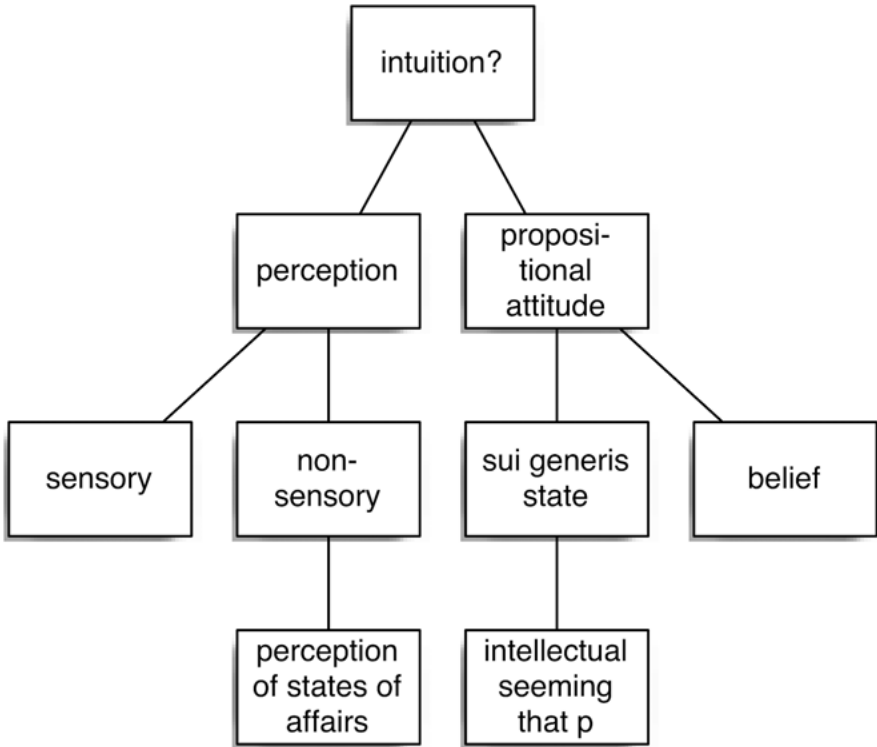 intuition?
perception
proposi-
tional
attitude
sensory
non-
sensory
sui generis
state
belief
perception
of states of
affairs
intellectual
seeming
that p